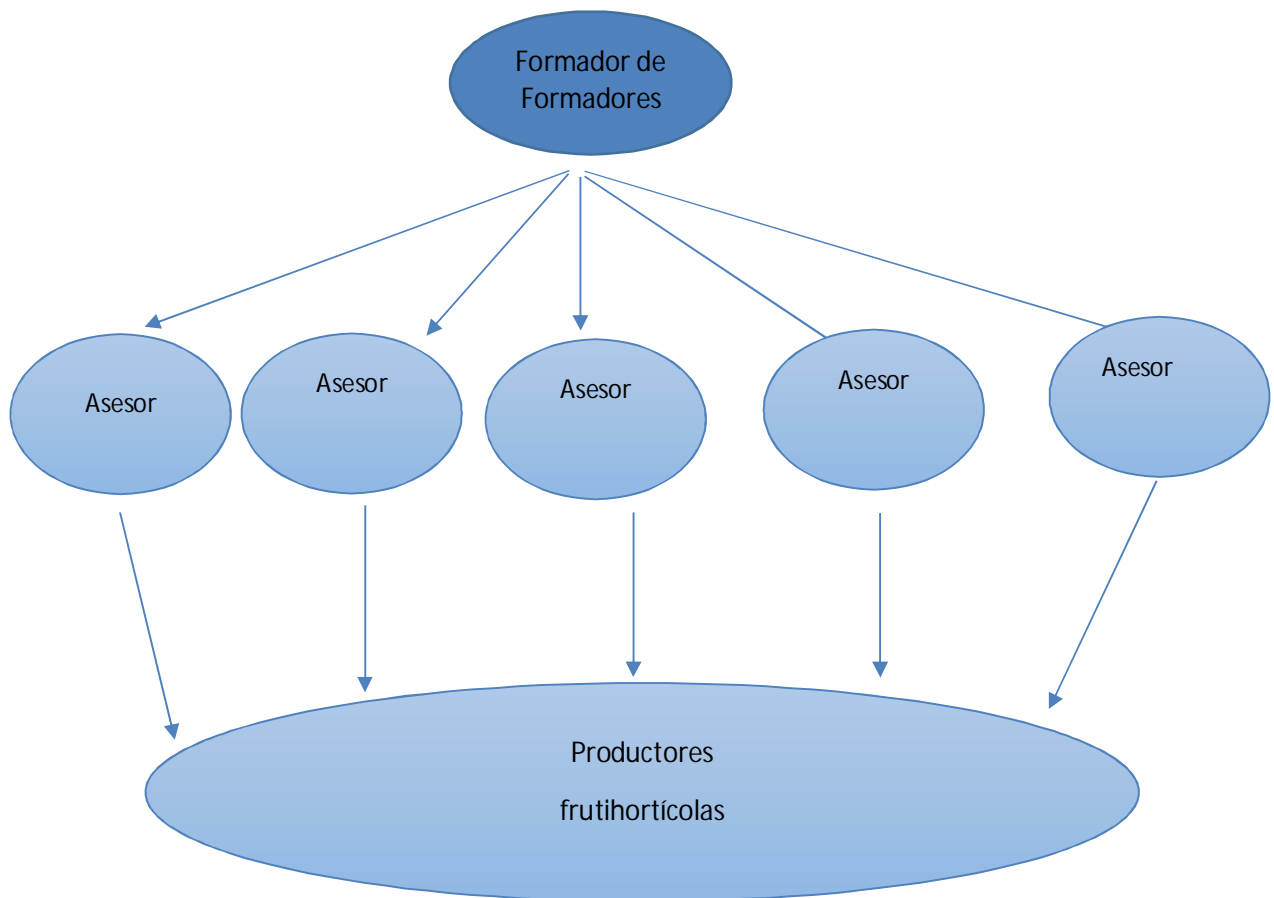 Formador de
Formadores
Asesor
Asesor
Asesor
Asesor
Asesor
Productores
frutihortícolas